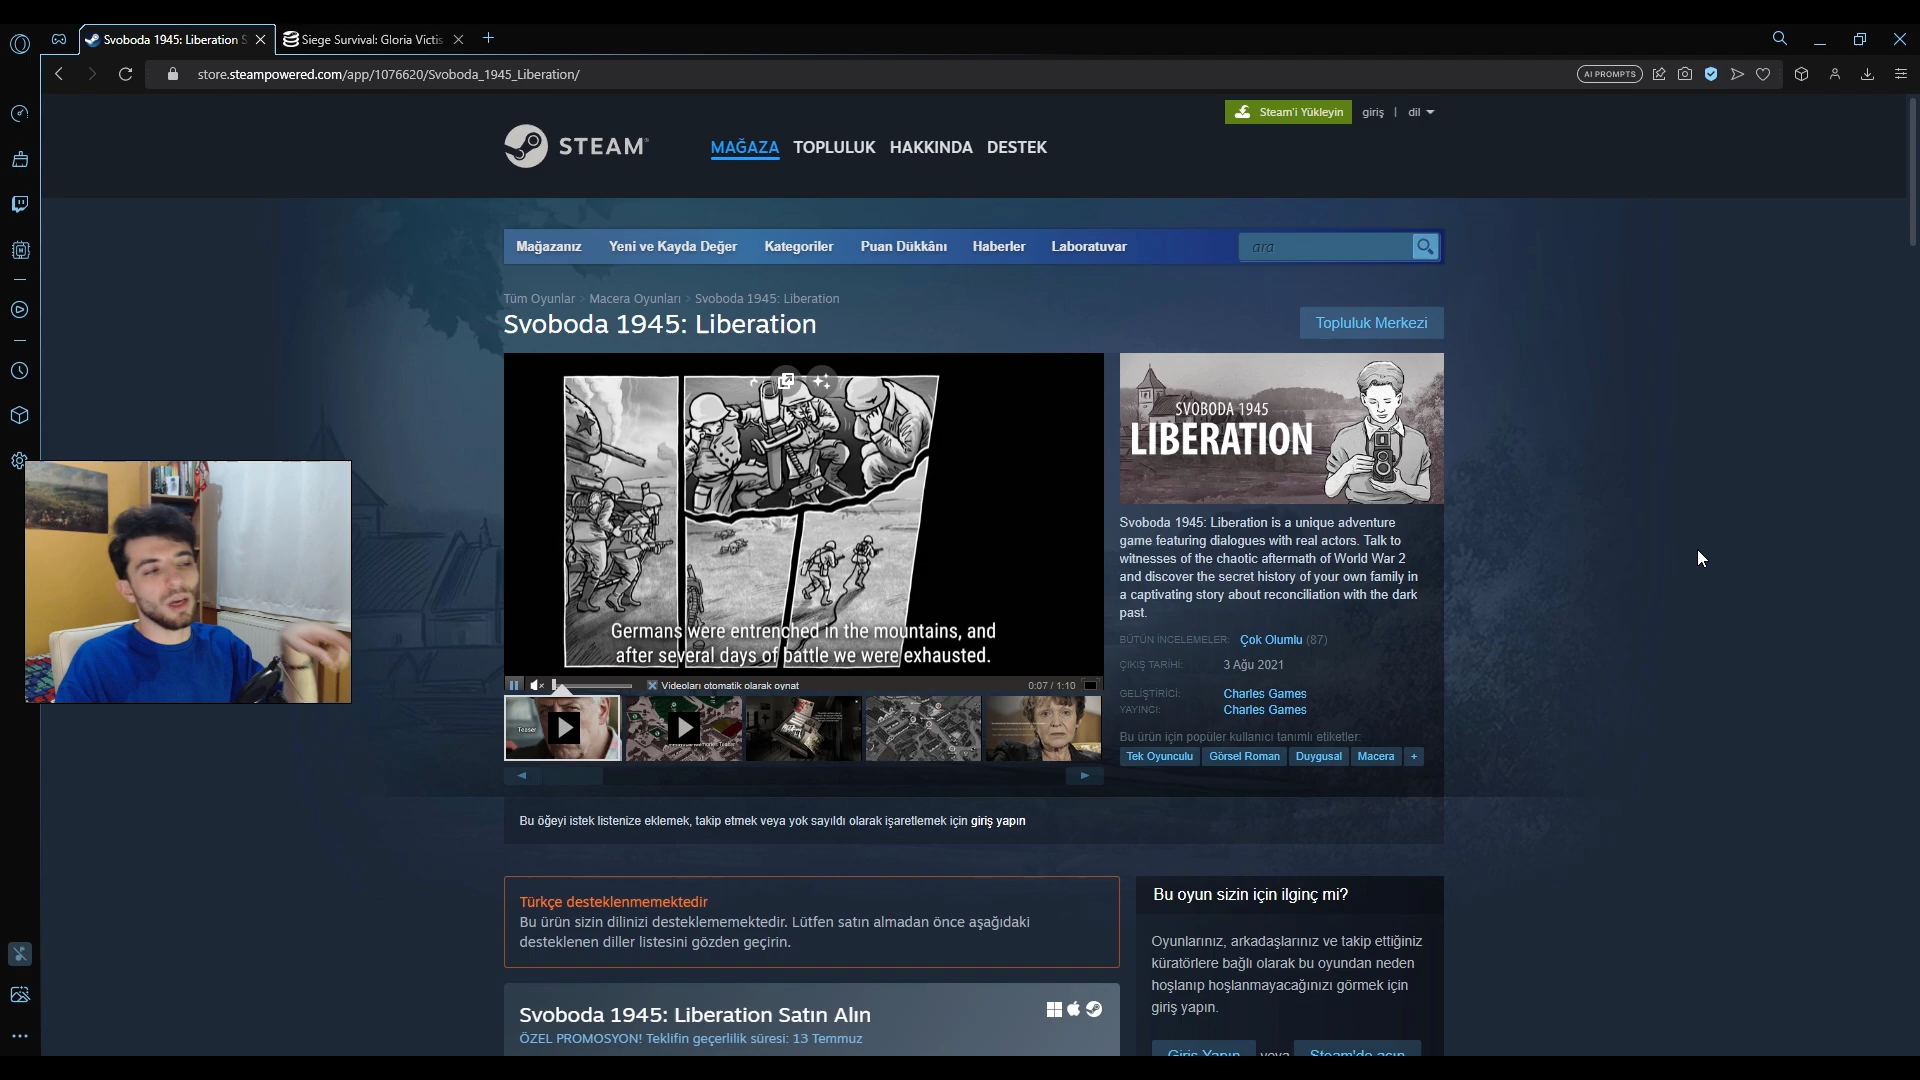 Svoboda 1945: Liberation S
Siege Survival: Gloria Victis
store.steampowered.com/app/1076620/Svoboda_1945_Liberation/
AI PROMPTS
Steam'i Yükleyin
giriş | dil
STEAM
MAĞAZA TOPLULUK HAKKINDA DESTEK
Mağazanız Yeni ve Kayda Değer Kategoriler Puan Dükkânı Haberler Laboratuvar
ara
Tüm Oyunlar > Macera Oyunları > Svoboda 1945: Liberation
Svoboda 1945: Liberation
Topluluk Merkezi
Germans were entrenched in the mountains, and
after several days of battle we were exhausted.
Videoları otomatik olarak oynat
0:07 / 1:10
Teaser
SVOBODA 1945
LIBERATION
Svoboda 1945: Liberation is a unique adventure
game featuring dialogues with real actors. Talk to
witnesses of the chaotic aftermath of World War 2
and discover the secret history of your own family in
a captivating story about reconciliation with the dark
past.
BÜTÜN İNCELEMELER: Çok Olumlu (87)
ÇIKIŞ TARİHİ: 3 Ağu 2021
GELİŞTİRİCİ: Charles Games
YAYINCI: Charles Games
Bu ürün için popüler kullanıcı tanımlı etiketler:
Tek Oyunculu Görsel Roman Duygusal Macera +
Bu öğeyi istek listenize eklemek, takip etmek veya yok sayıldı olarak işaretlemek için giriş yapın
Türkçe desteklenmemektedir
Bu ürün sizin dilinizi desteklememektedir. Lütfen satın almadan önce aşağıdaki
desteklenen diller listesini gözden geçirin.
Svoboda 1945: Liberation Satın Alın
ÖZEL PROMOSYON! Teklifin geçerlilik süresi: 13 Temmuz
Bu oyun sizin için ilginç mi?
Oyunlarınız, arkadaşlarınız ve takip ettiğiniz
küratörlere bağlı olarak bu oyundan neden
hoşlanıp hoşlanmayacağınızı görmek için
giriş yapın.
Giriş Yapın veya Steam'de açın